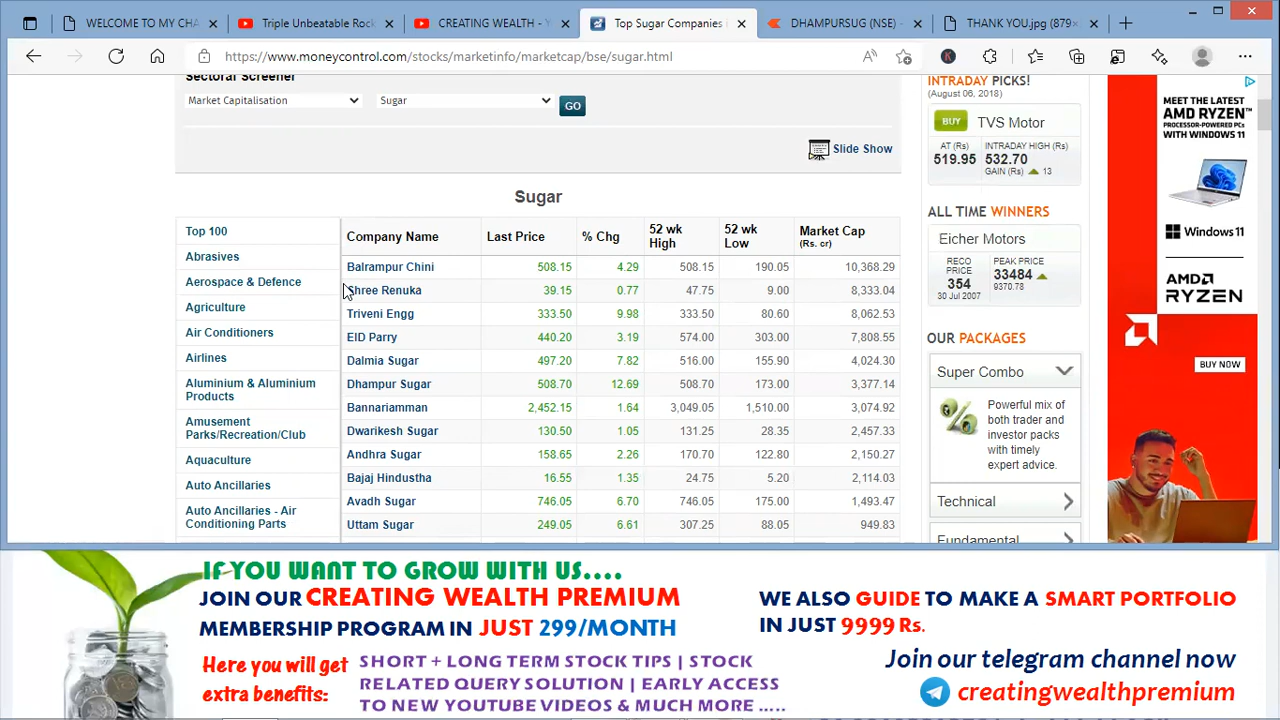 WELCOME TO MY CHA
Triple Unbeatable Rock
CREATING WEALTH - Y
Top Sugar Companies i
DHAMPURSUG (NSE) -
THANK YOU.jpg (879×
https://www.moneycontrol.com/stocks/marketinfo/marketcap/bse/sugar.html
Sectoral Screener
Market Capitalisation
Sugar
GO
Slide Show
Sugar
Top 100
Abrasives
Aerospace & Defence
Agriculture
Air Conditioners
Airlines
Aluminium & Aluminium
Products
Amusement
Parks/Recreation/Club
Aquaculture
Auto Ancillaries
Auto Ancillaries - Air
Conditioning Parts
Company Name Last Price % Chg 52 wk High 52 wk Low Market Cap (Rs. cr)
Balrampur Chini 508.15 4.29 508.15 190.05 10,368.29
Shree Renuka 39.15 0.77 47.75 9.00 8,333.04
Triveni Engg 333.50 9.98 333.50 80.60 8,062.53
EID Parry 440.20 3.19 574.00 303.00 7,808.55
Dalmia Sugar 497.20 7.82 516.00 155.90 4,024.30
Dhampur Sugar 508.70 12.69 508.70 173.00 3,377.14
Bannariamman 2,452.15 1.64 3,049.05 1,510.00 3,074.92
Dwarikesh Sugar 130.50 1.05 131.25 28.35 2,457.33
Andhra Sugar 158.65 2.26 170.70 122.80 2,150.27
Bajaj Hindustha 16.55 1.35 24.75 5.20 2,114.03
Avadh Sugar 746.05 6.70 746.05 175.00 1,493.47
Uttam Sugar 249.05 6.61 307.25 88.05 949.83
INTRADAY PICKS!
(August 06, 2018)
BUY TVS Motor
AT (Rs)
519.95
INTRADAY HIGH (Rs)
532.70
GAIN (Rs) 13
ALL TIME WINNERS
Eicher Motors
RECO
PRICE
354
30 Jul 2007
PEAK PRICE
33484
9370.78
OUR PACKAGES
Super Combo
Powerful mix of
both trader and
investor packs
with timely
expert advice.
Technical
Fundamental
MEET THE LATEST
AMD RYZEN™
PROCESSOR-POWERED PCs
WITH WINDOWS 11
Windows 11
AMD
RYZEN
BUY NOW
IF YOU WANT TO GROW WITH US....
JOIN OUR CREATING WEALTH PREMIUM
MEMBERSHIP PROGRAM IN JUST 299/MONTH
Here you will get
extra benefits:
SHORT + LONG TERM STOCK TIPS | STOCK
RELATED QUERY SOLUTION | EARLY ACCESS
TO NEW YOUTUBE VIDEOS & MUCH MORE .....
WE ALSO GUIDE TO MAKE A SMART PORTFOLIO
IN JUST 9999 Rs.
Join our telegram channel now
creatingwealthpremium